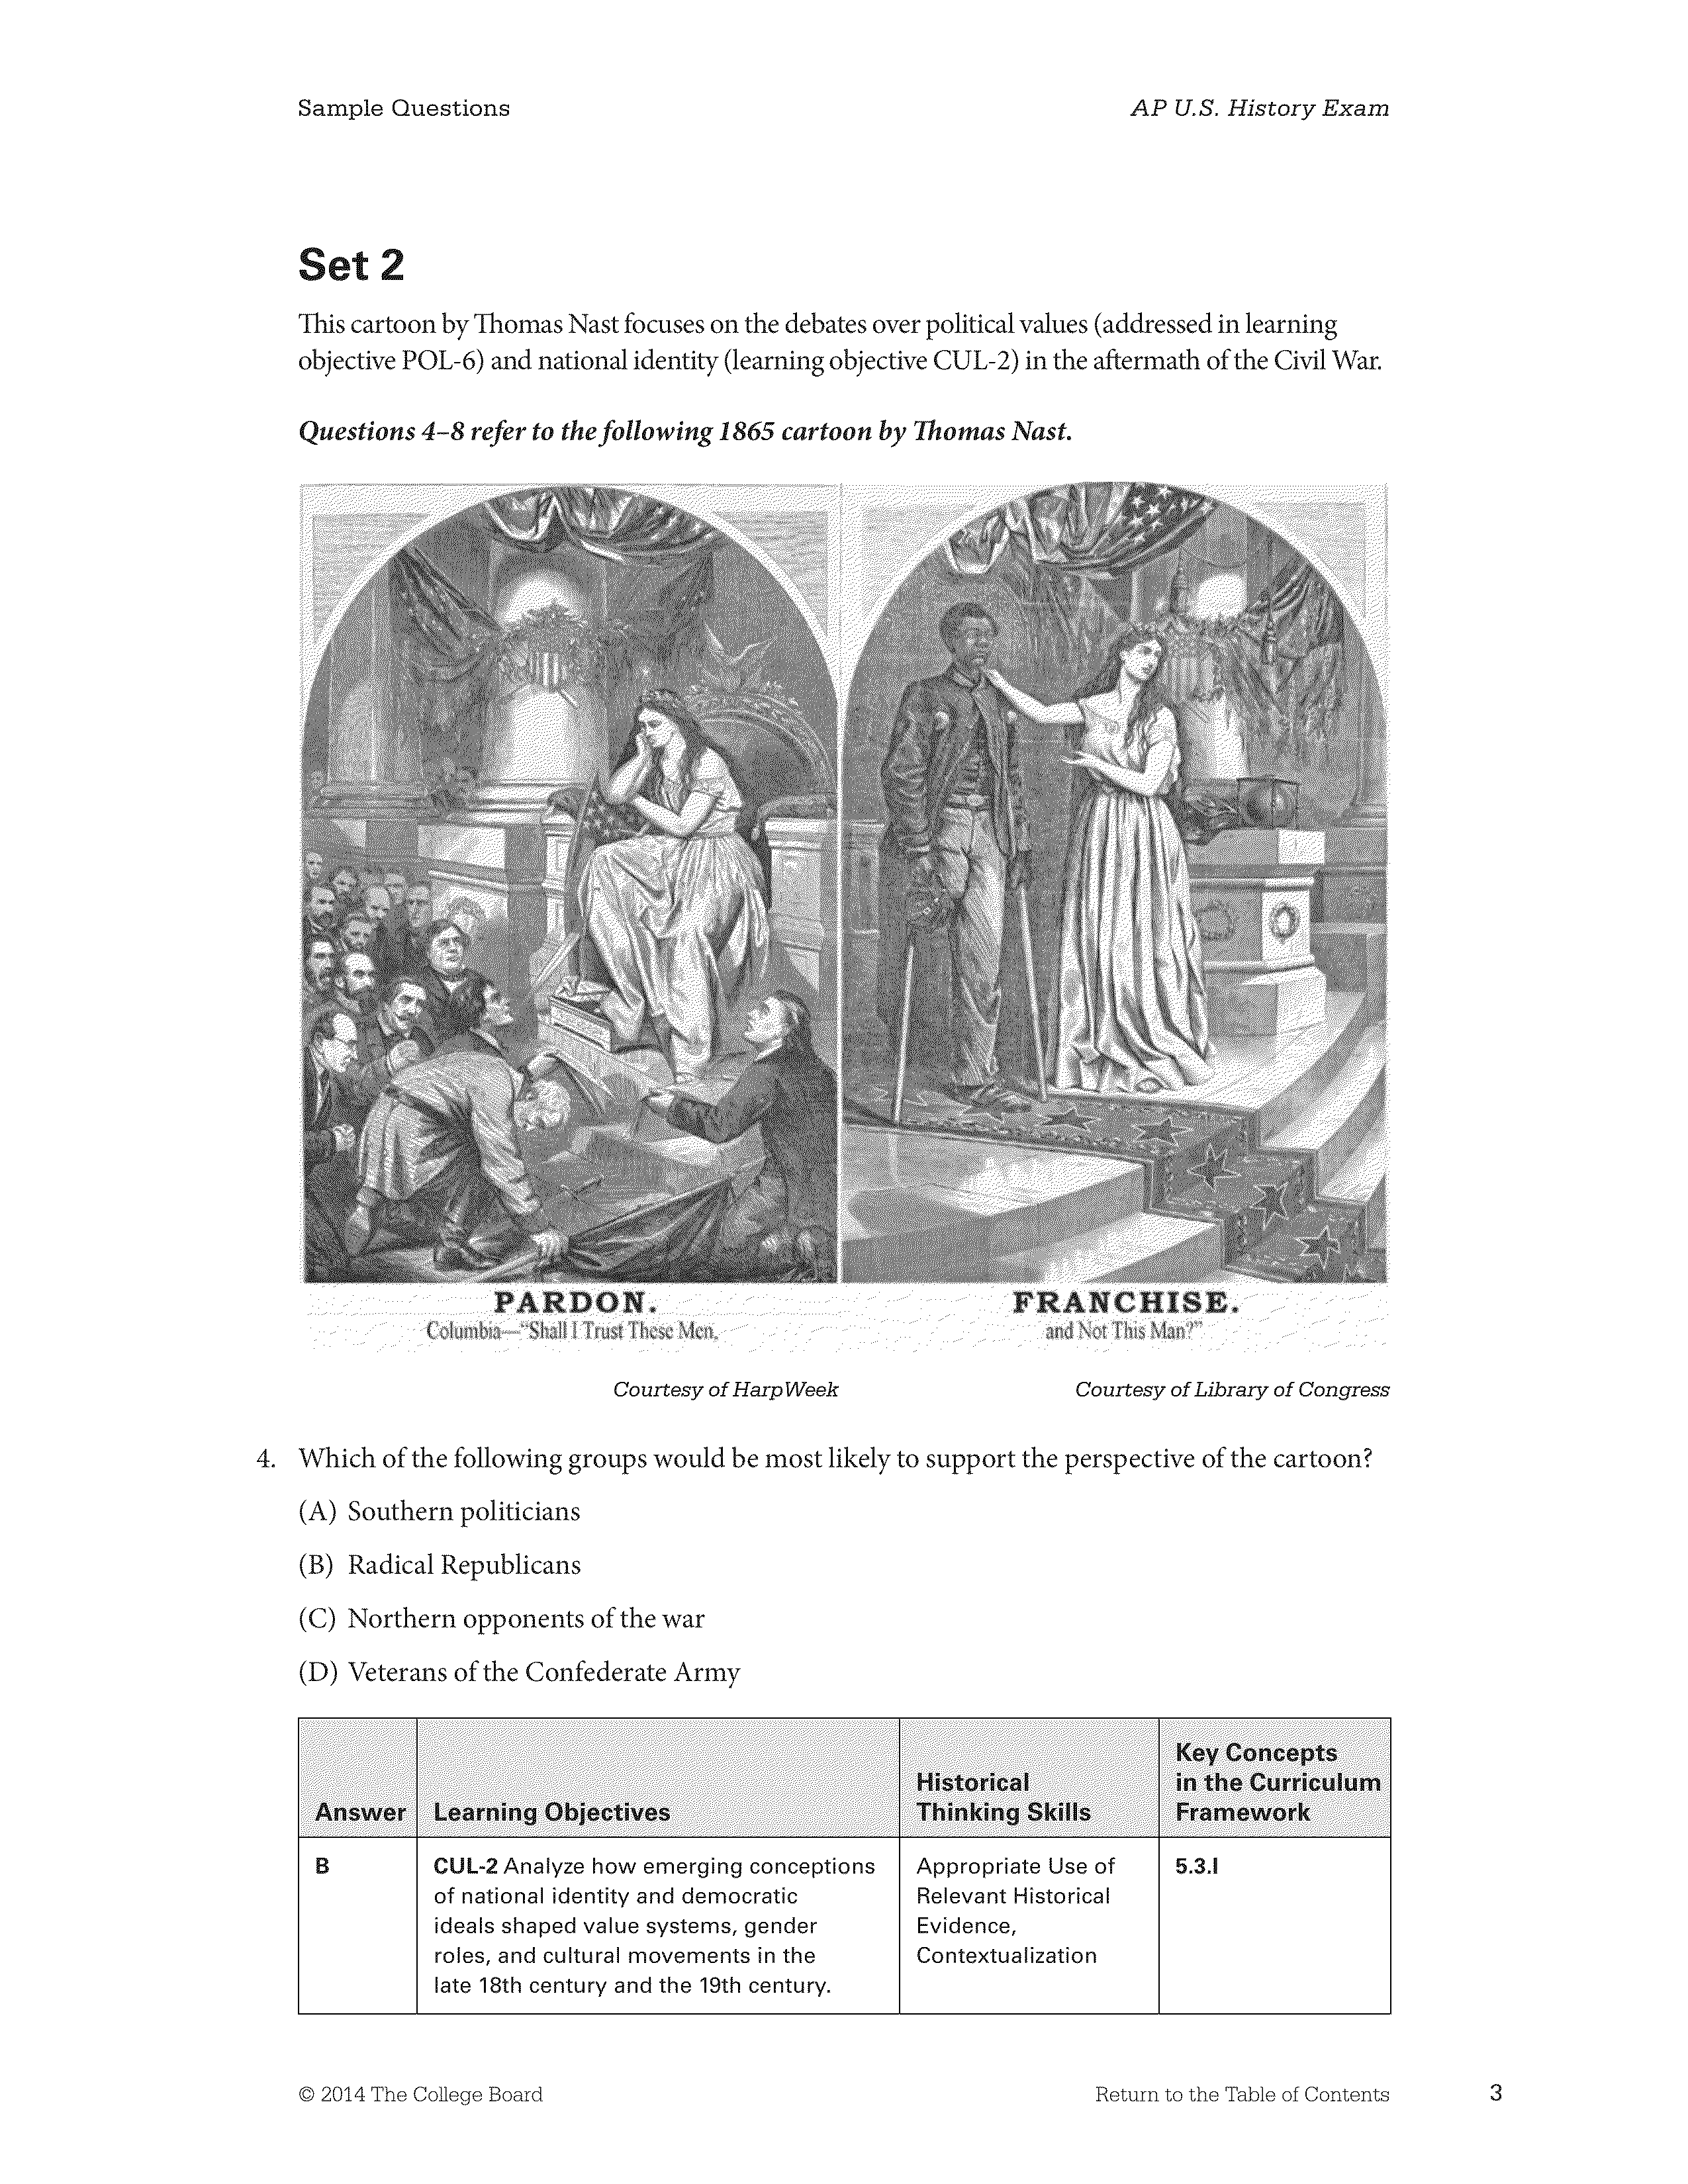 Sample Questions
AP U.S. History Exam
Set 2
This cartoon by Thomas Nast focuses on the debates over political values (addressed in learning
objective POL-6) and national identity (learning objective CUL-2) in the aftermath of the Civil War.
Questions 4–8 refer to the following 1865 cartoon by Thomas Nast.
PARDON.
Columbia—"Shall I Trust These Men,
FRANCHISE.
and Not This Man?"
Courtesy of HarpWeek
Courtesy of Library of Congress
4. Which of the following groups would be most likely to support the perspective of the cartoon?
(A) Southern politicians
(B) Radical Republicans
(C) Northern opponents of the war
(D) Veterans of the Confederate Army
Answer
Learning Objectives
Historical
Thinking Skills
Key Concepts
in the Curriculum
Framework
B
CUL-2 Analyze how emerging conceptions
of national identity and democratic
ideals shaped value systems, gender
roles, and cultural movements in the
late 18th century and the 19th century.
Appropriate Use of
Relevant Historical
Evidence,
Contextualization
5.3.I
© 2014 The College Board
Return to the Table of Contents
3